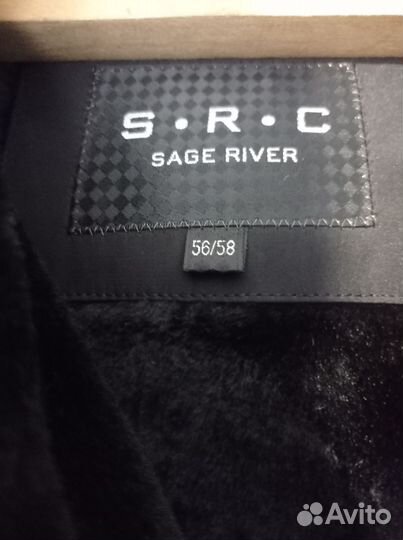 S • R • C
SAGE RIVER
56/58
Avito